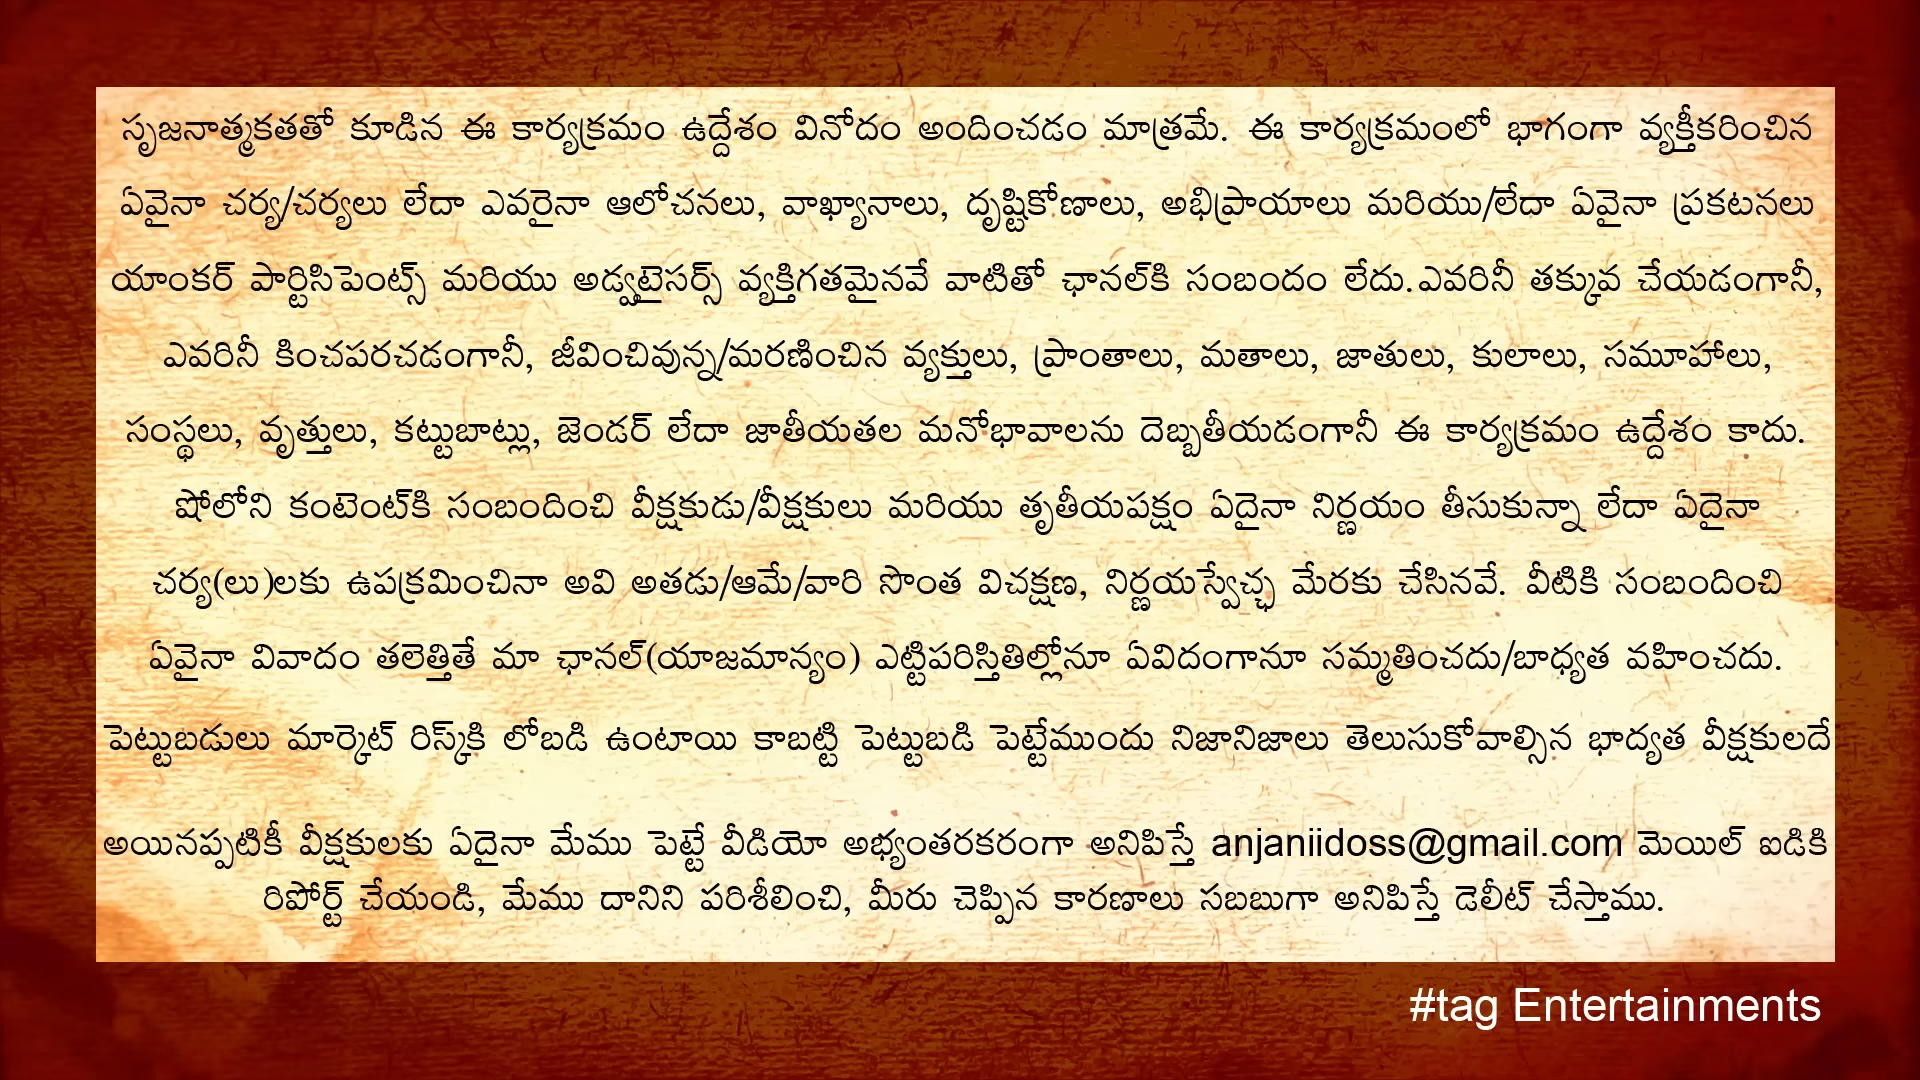 సృజనాత్మకతతో కూడిన ఈ కార్యక్రమం ఉద్దేశం వినోదం అందించడం మాత్రమే. ఈ కార్యక్రమంలో భాగంగా వ్యక్తీకరించిన
ఏవైనా చర్య/చర్యలు లేదా ఎవరైనా ఆలోచనలు, వాఖ్యానాలు, దృష్టికోణాలు, అభిప్రాయాలు మరియు/లేదా ఏవైనా ప్రకటనలు
యాంకర్ పార్టిసిపెంట్స్ మరియు అడ్వటైసర్స్ వ్యక్తిగతమైనవే వాటితో ఛానల్‌కి సంబందం లేదు.ఎవరినీ తక్కువ చేయడంగానీ,
ఎవరినీ కించపరచడంగానీ, జీవించివున్న/మరణించిన వ్యక్తులు, ప్రాంతాలు, మతాలు, జాతులు, కులాలు, సమూహాలు,
సంస్థలు, వృత్తులు, కట్టుబాట్లు, జెండర్ లేదా జాతీయతల మనోభావాలను దెబ్బతీయడంగానీ ఈ కార్యక్రమం ఉద్దేశం కాదు.
షోలోని కంటెంట్‌కి సంబందించి వీక్షకుడు/వీక్షకులు మరియు తృతీయపక్షం ఏదైనా నిర్ణయం తీసుకున్నా లేదా ఏదైనా
చర్య(లు)లకు ఉపక్రమించినా అవి అతడు/ఆమే/వారి సొంత విచక్షణ, నిర్ణయస్వేచ్ఛ మేరకు చేసినవే. వీటికి సంబందించి
ఏవైనా వివాదం తలెత్తితే మా ఛానల్(యాజమాన్యం) ఎట్టిపరిస్తితిల్లోనూ ఏవిదంగానూ సమ్మతించదు/బాధ్యత వహించదు.
పెట్టుబడులు మార్కెట్ రిస్క్‌కి లోబడి ఉంటాయి కాబట్టి పెట్టుబడి పెట్టేముందు నిజానిజాలు తెలుసుకోవాల్సిన భాద్యత వీక్షకులదే
అయినప్పటికీ వీక్షకులకు ఏదైనా మేము పెట్టే వీడియో అభ్యంతరకరంగా అనిపిస్తే anjaniidoss@gmail.com మెయిల్ ఐడికి
రిపోర్ట్ చేయండి, మేము దానిని పరిశీలించి, మీరు చెప్పిన కారణాలు సబబుగా అనిపిస్తే డెలీట్ చేస్తాము.
#tag Entertainments